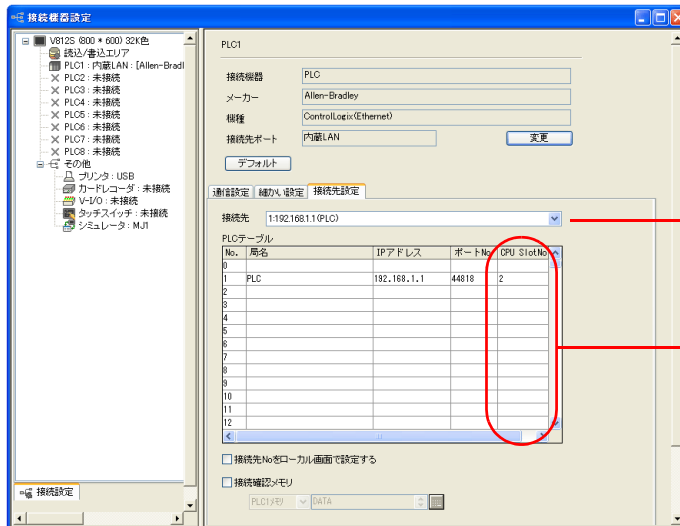 接続機器設定
V812S (800 * 600) 32K色
読込/書込エリア
PLC1 : 内蔵LAN : [Allen-Bradl
PLC2 : 未接続
PLC3 : 未接続
PLC4 : 未接続
PLC5 : 未接続
PLC6 : 未接続
PLC7 : 未接続
PLC8 : 未接続
その他
プリンタ : USB
カードレコーダ : 未接続
V-I/O : 未接続
タッチスイッチ : 未接続
シミュレータ : MJ1
接続設定
PLC1
接続機器 PLC
メーカー Allen-Bradley
機種 ControlLogix(Ethernet)
接続先ポート 内蔵LAN 変更
デフォルト
通信設定 細かい設定 接続先設定
接続先 1:192.168.1.1(PLC)
PLCテーブル
No. 局名 IPアドレス ポートNo CPU SlotNo
0
1 PLC 192.168.1.1 44818 2
2
3
4
5
6
7
8
9
10
11
12
接続先Noをローカル画面で設定する
接続確認メモリ
PLC1メモリ DATA